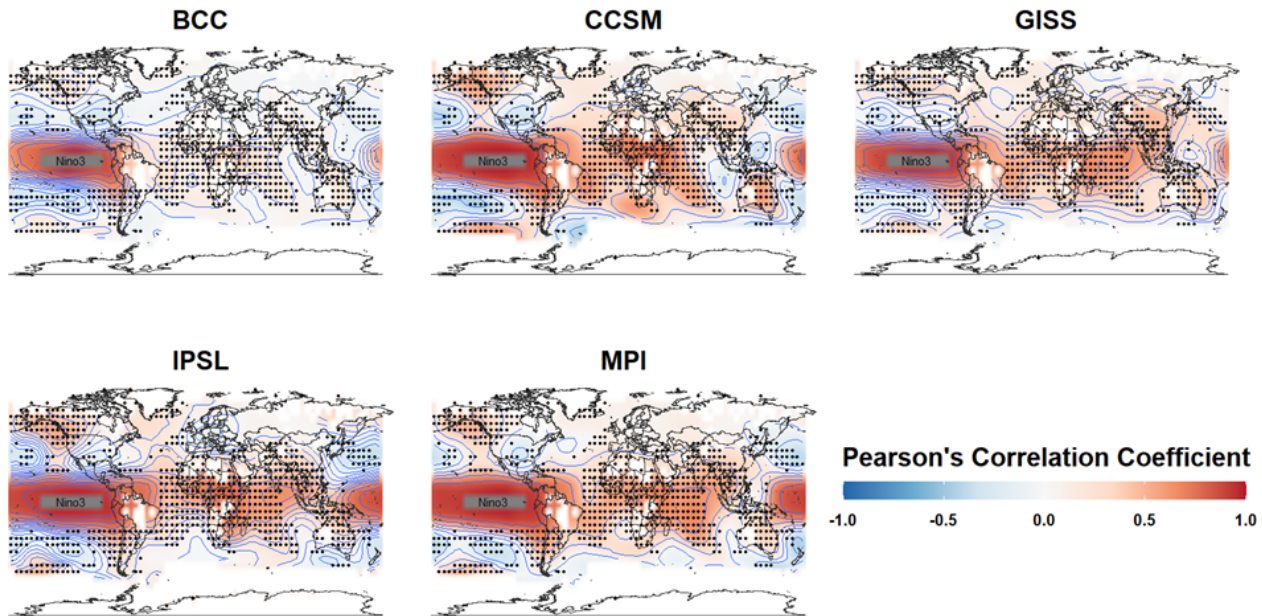 BCC
CCSM
GISS
Nino3
Nino3
Nino3
IPSL
MPI
Nino3
Nino3
Pearson's Correlation Coefficient
-1.0 -0.5 0.0 0.5 1.0